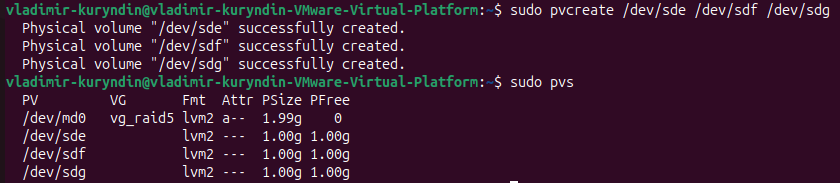 vladimir-kuryndin@vladimir-kuryndin-VMware-Virtual-Platform:~$ sudo pvcreate /dev/sde /dev/sdf /dev/sdg
  Physical volume "/dev/sde" successfully created.
  Physical volume "/dev/sdf" successfully created.
  Physical volume "/dev/sdg" successfully created.
vladimir-kuryndin@vladimir-kuryndin-VMware-Virtual-Platform:~$ sudo pvs
  PV         VG       Fmt  Attr PSize PFree
  /dev/md0   vg_raid5 lvm2 a--  1.99g    0
  /dev/sde            lvm2 ---  1.00g 1.00g
  /dev/sdf            lvm2 ---  1.00g 1.00g
  /dev/sdg            lvm2 ---  1.00g 1.00g